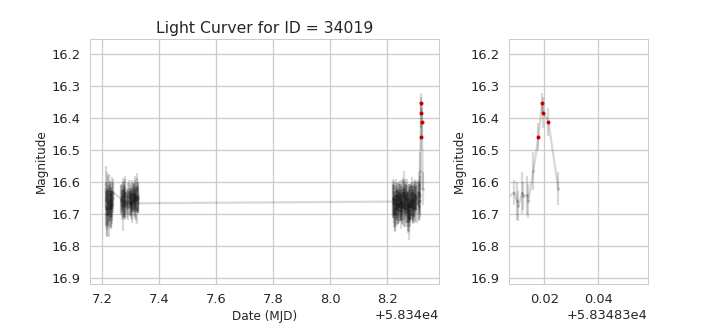 Light Curver for ID = 34019
Magnitude
16.2
16.3
16.4
16.5
16.6
16.7
16.8
16.9
7.2 7.4 7.6 7.8 8.0 8.2
Date (MJD)
+5.834e4
Magnitude
16.2
16.3
16.4
16.5
16.6
16.7
16.8
16.9
0.02 0.04
+5.83483e4